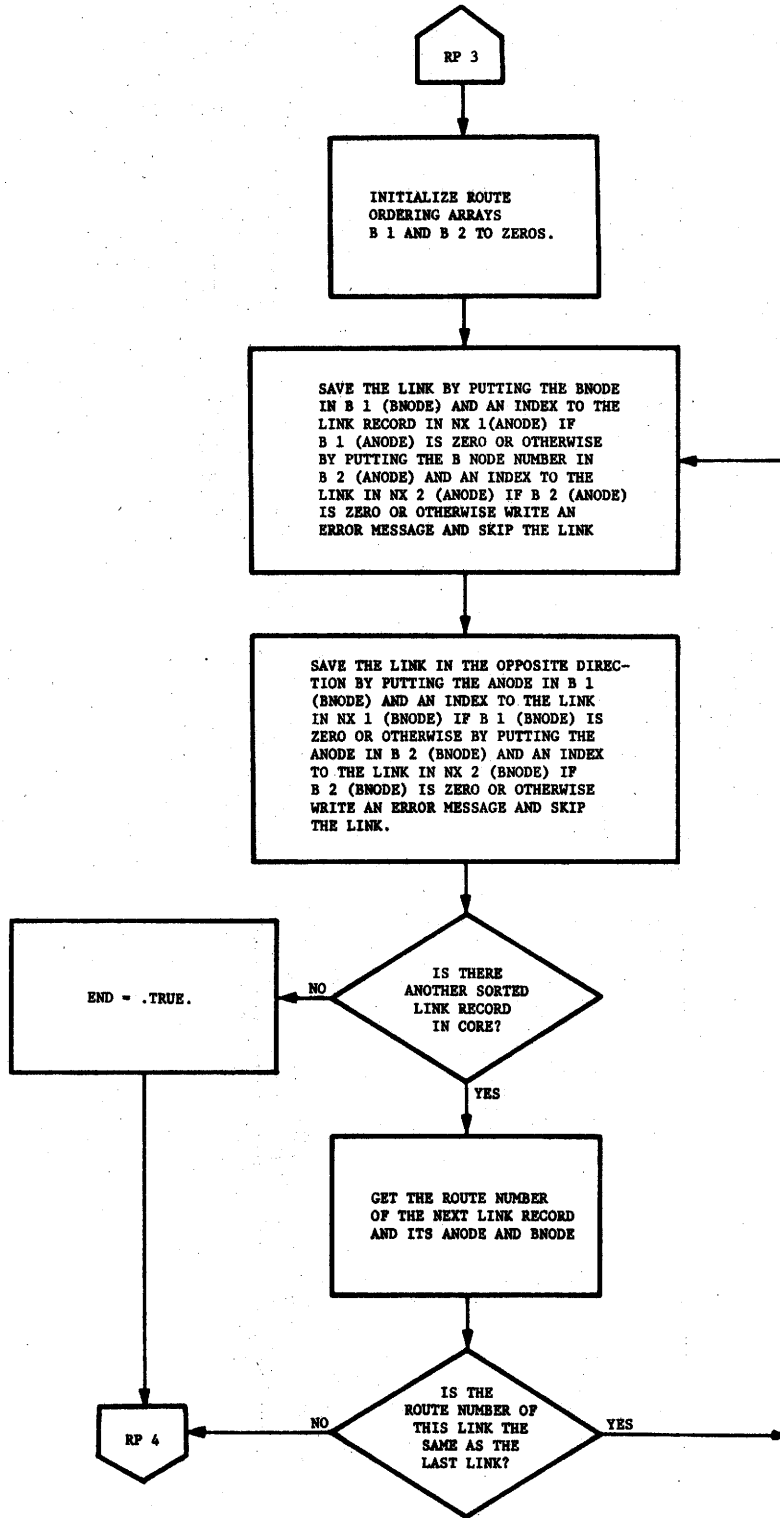 RP 3
INITIALIZE ROUTE
ORDERING ARRAYS
B 1 AND B 2 TO ZEROS.
SAVE THE LINK BY PUTTING THE BNODE
IN B 1 (BNODE) AND AN INDEX TO THE
LINK RECORD IN NX 1(ANODE) IF
B 1 (ANODE) IS ZERO OR OTHERWISE
BY PUTTING THE B NODE NUMBER IN
B 2 (ANODE) AND AN INDEX TO THE
LINK IN NX 2 (ANODE) IF B 2 (ANODE)
IS ZERO OR OTHERWISE WRITE AN
ERROR MESSAGE AND SKIP THE LINK
SAVE THE LINK IN THE OPPOSITE DIREC-
TION BY PUTTING THE ANODE IN B 1
(BNODE) AND AN INDEX TO THE LINK
IN NX 1 (BNODE) IF B 1 (BNODE) IS
ZERO OR OTHERWISE BY PUTTING THE
ANODE IN B 2 (BNODE) AND AN INDEX
TO THE LINK IN NX 2 (BNODE) IF
B 2 (BNODE) IS ZERO OR OTHERWISE
WRITE AN ERROR MESSAGE AND SKIP
THE LINK.
IS THERE
ANOTHER SORTED
LINK RECORD
IN CORE?
NO
END = .TRUE.
YES
GET THE ROUTE NUMBER
OF THE NEXT LINK RECORD
AND ITS ANODE AND BNODE
IS THE
ROUTE NUMBER OF
THIS LINK THE
SAME AS THE
LAST LINK?
NO
YES
RP 4